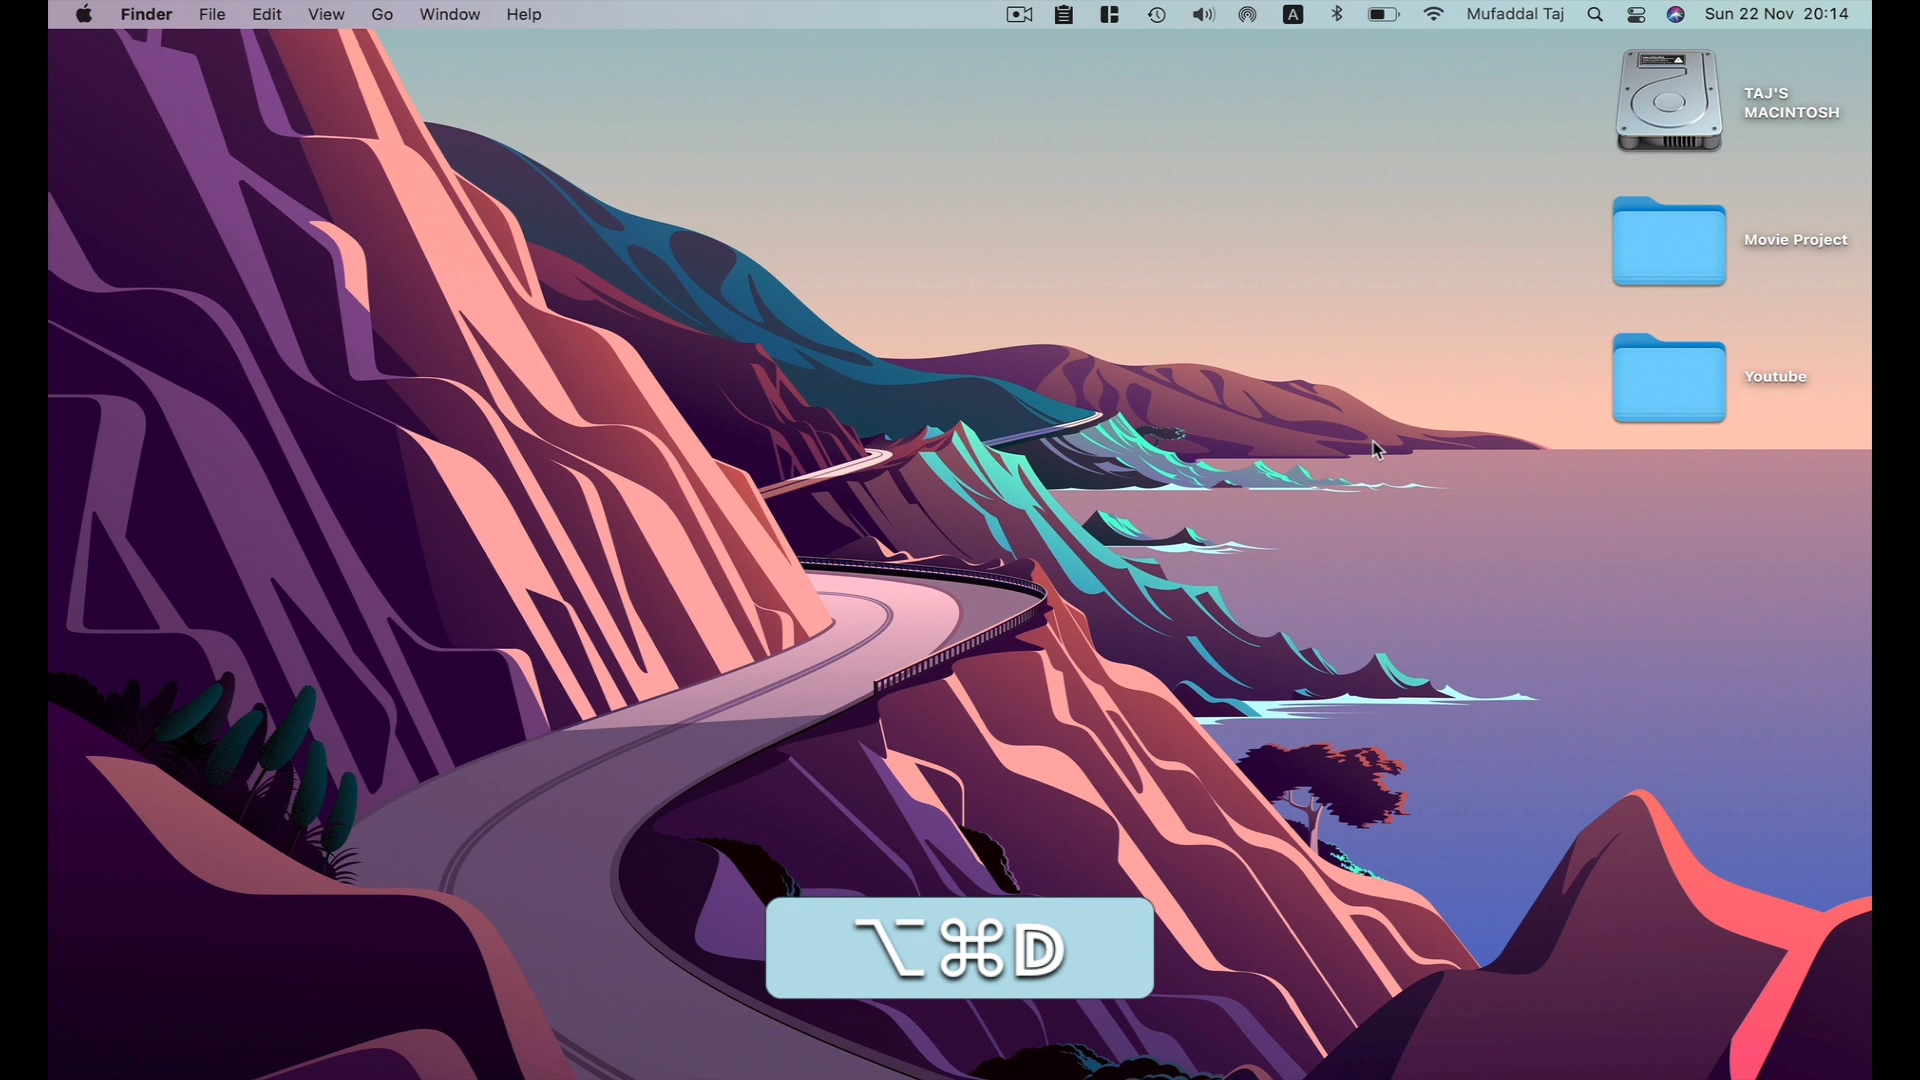 Finder File Edit View Go Window Help A Mufaddal Taj Sun 22 Nov 20:14
TAJ'S
MACINTOSH
Movie Project
Youtube
⌥⌘D